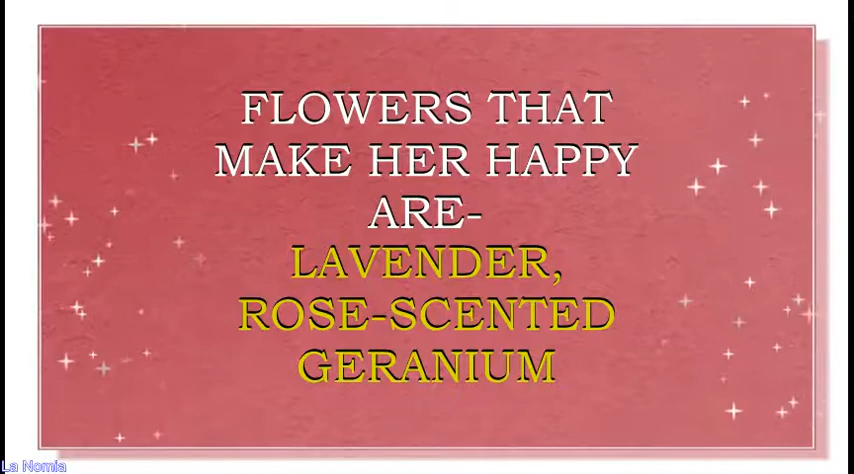 FLOWERS THAT
MAKE HER HAPPY
ARE-
LAVENDER,
ROSE-SCENTED
GERANIUM
La Nomia